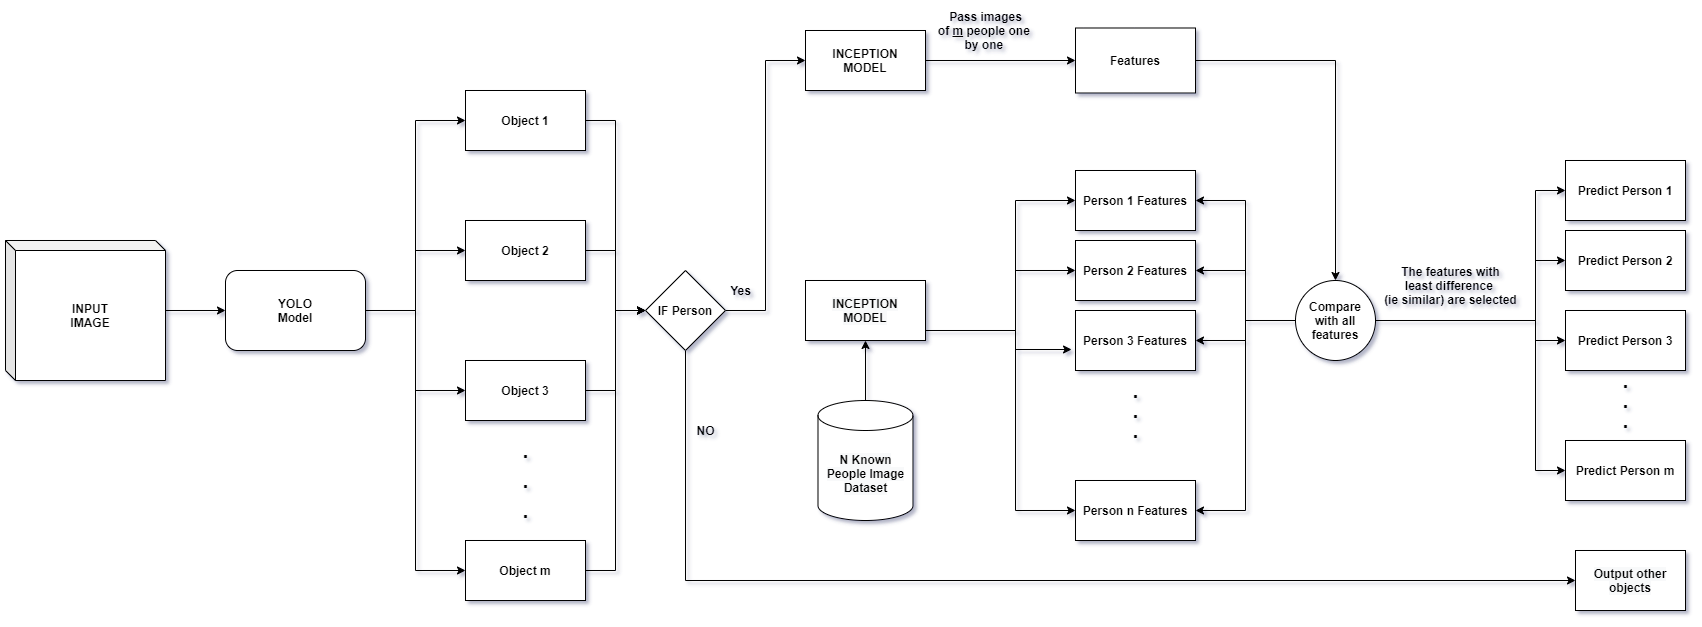 INPUT
IMAGE
YOLO
Model
Object 1
Object 2
Object 3
.
.
.
Object m
IF Person
Yes
NO
INCEPTION
MODEL
Pass images
of m people one
by one
Features
INCEPTION
MODEL
N Known
People Image
Dataset
Person 1 Features
Person 2 Features
Person 3 Features
.
.
.
Person n Features
Compare
with all
features
The features with
least difference
(ie similar) are selected
Predict Person 1
Predict Person 2
Predict Person 3
.
.
.
Predict Person m
Output other
objects